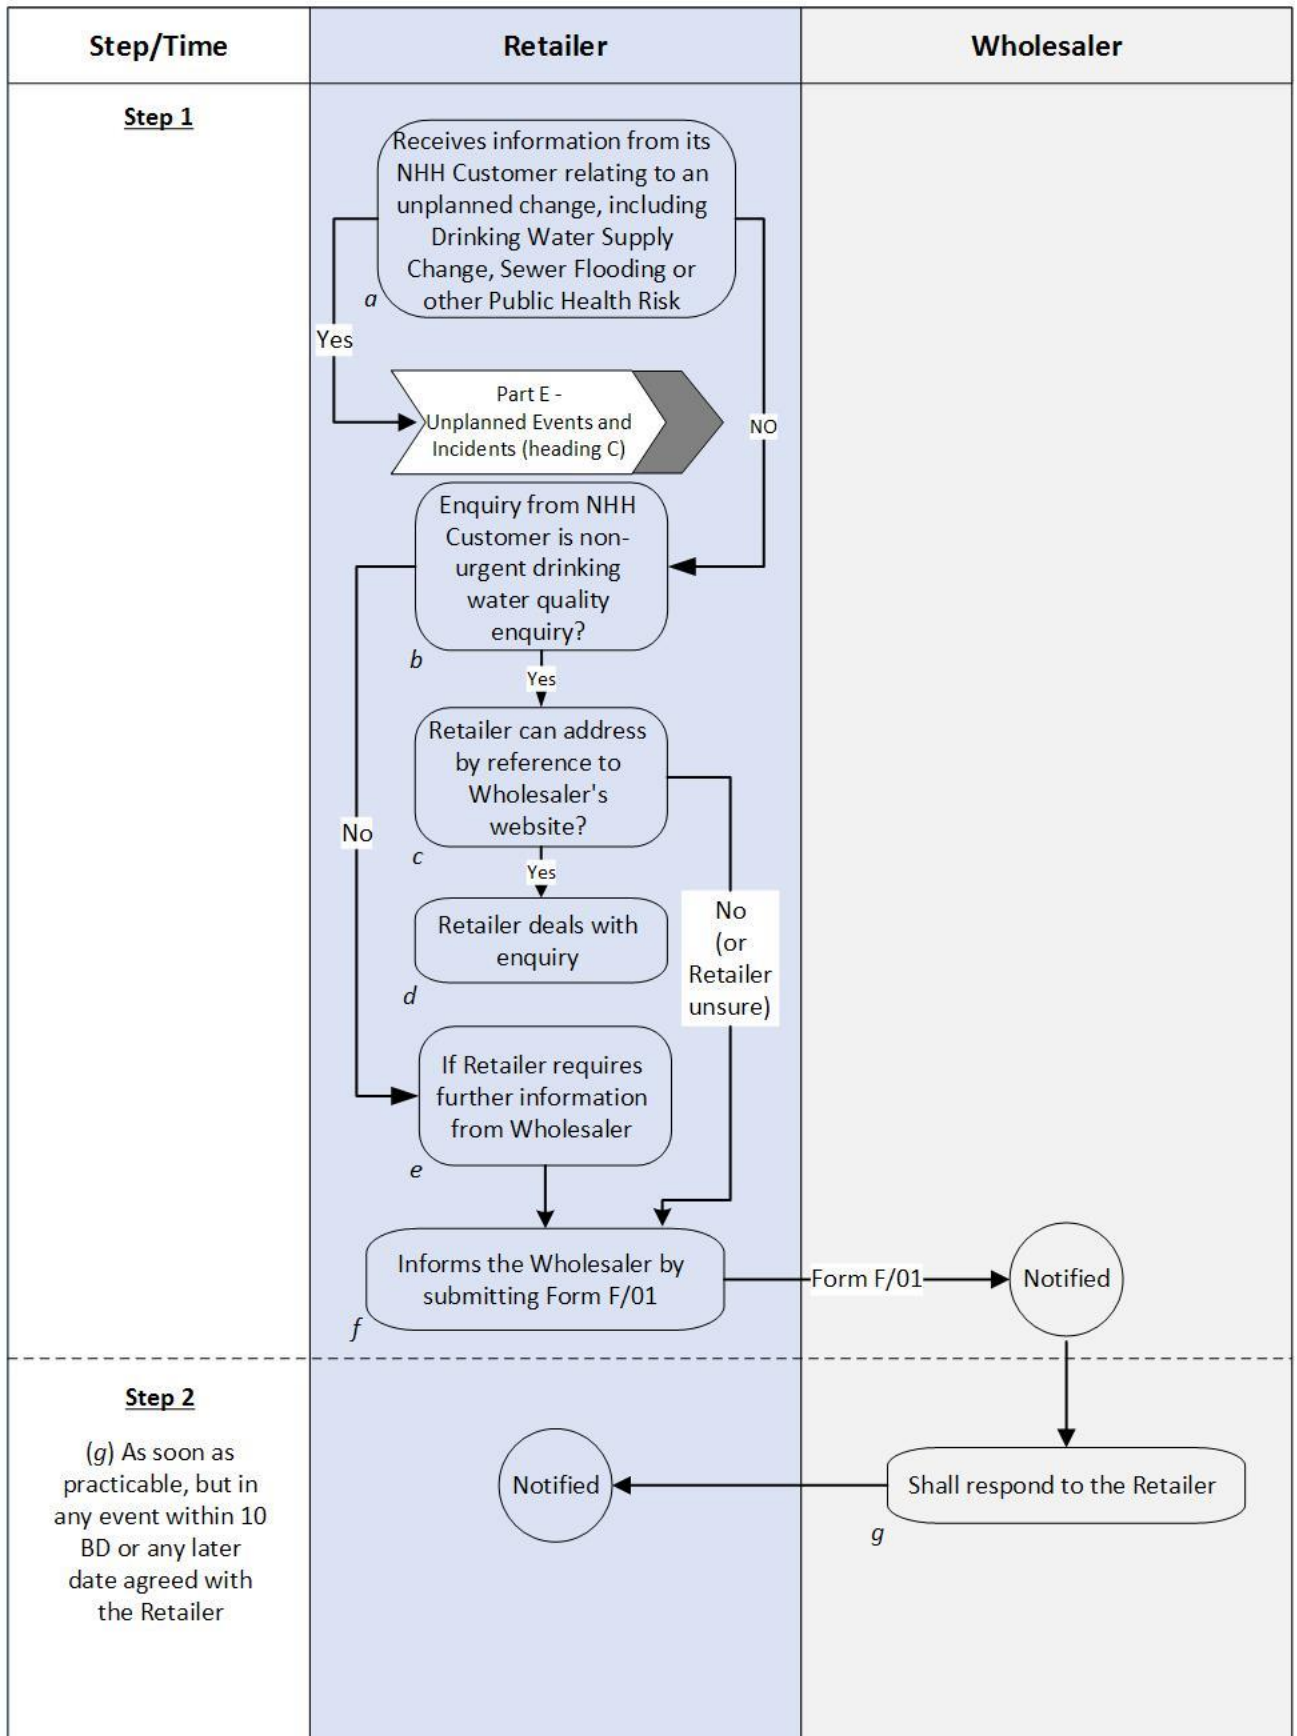 Step/Time
Retailer
Wholesaler
Step 1
Receives information from its
NHH Customer relating to an
unplanned change, including
Drinking Water Supply
Change, Sewer Flooding or
other Public Health Risk
a
Yes
Part E -
Unplanned Events and
Incidents (heading C)
NO
Enquiry from NHH
Customer is non-
urgent drinking
water quality
enquiry?
b
Yes
Retailer can address
by reference to
Wholesaler's
website?
c
No
Yes
Retailer deals with
enquiry
d
No
(or
Retailer
unsure)
If Retailer requires
further information
from Wholesaler
e
Informs the Wholesaler by
submitting Form F/01
f
Form F/01
Notified
Step 2
(g) As soon as
practicable, but in
any event within 10
BD or any later
date agreed with
the Retailer
Notified
Shall respond to the Retailer
g